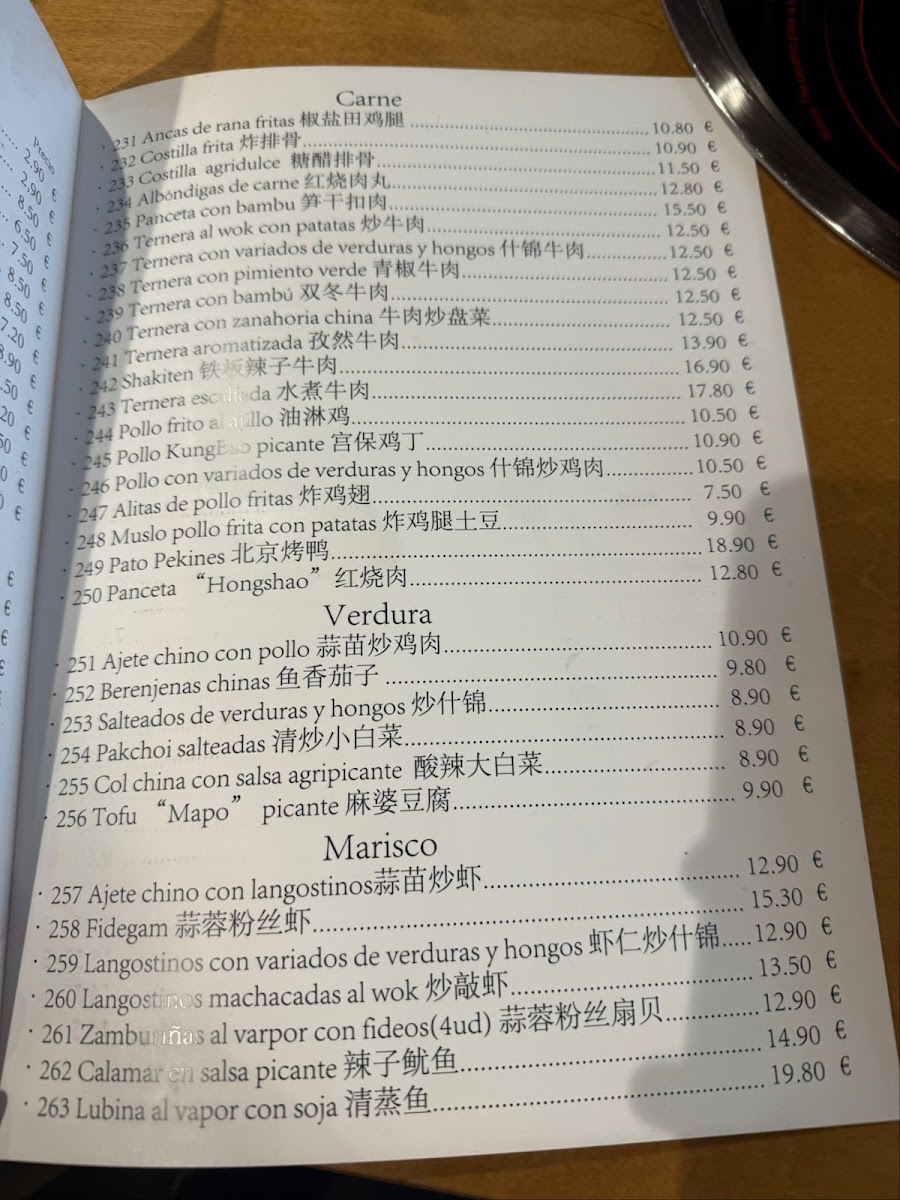 Precio
2.90 €
2.90 €
8.50 €
6.50 €
7.50 €
8.50 €
8.50 €
Carne
· 231 Ancas de rana fritas 椒盐田鸡腿 10.80 €
· 232 Costilla frita 炸排骨 10.90 €
· 233 Costilla agridulce 糖醋排骨 11.50 €
· 234 Albóndigas de carne 红烧肉丸 12.80 €
· 235 Panceta con bambu 笋干扣肉 15.50 €
· 236 Ternera al wok con patatas 炒牛肉 12.50 €
· 237 Ternera con variados de verduras y hongos 什锦牛肉 12.50 €
· 238 Ternera con pimiento verde 青椒牛肉 12.50 €
· 239 Ternera con bambú 双冬牛肉 12.50 €
· 240 Ternera con zanahoria china 牛肉炒盘菜 12.50 €
· 241 Ternera aromatizada 孜然牛肉 13.90 €
· 242 Shakiten 铁板辣子牛肉 16.90 €
· 243 Ternera escaldada 水煮牛肉 17.80 €
· 244 Pollo frito al ajillo 油淋鸡 10.50 €
· 245 Pollo KungBao picante 宫保鸡丁 10.90 €
· 246 Pollo con variados de verduras y hongos 什锦炒鸡肉 10.50 €
· 247 Alitas de pollo fritas 炸鸡翅 7.50 €
· 248 Muslo pollo frita con patatas 炸鸡腿土豆 9.90 €
· 249 Pato Pekines 北京烤鸭 18.90 €
· 250 Panceta “Hongshao” 红烧肉 12.80 €
Verdura
· 251 Ajete chino con pollo 蒜苗炒鸡肉 10.90 €
· 252 Berenjenas chinas 鱼香茄子 9.80 €
· 253 Salteados de verduras y hongos 炒什锦 8.90 €
· 254 Pakchoi salteadas 清炒小白菜 8.90 €
· 255 Col china con salsa agripicante 酸辣大白菜 8.90 €
· 256 Tofu “Mapo” picante 麻婆豆腐 9.90 €
Marisco
· 257 Ajete chino con langostinos蒜苗炒虾 12.90 €
· 258 Fidegam 蒜蓉粉丝虾 15.30 €
· 259 Langostinos con variados de verduras y hongos 虾仁炒什锦 12.90 €
· 260 Langostinos machacadas al wok 炒敲虾 13.50 €
· 261 Zamburiñas al varpor con fideos(4ud) 蒜蓉粉丝扇贝 12.90 €
· 262 Calamar en salsa picante 辣子鱿鱼 14.90 €
· 263 Lubina al vapor con soja 清蒸鱼 19.80 €